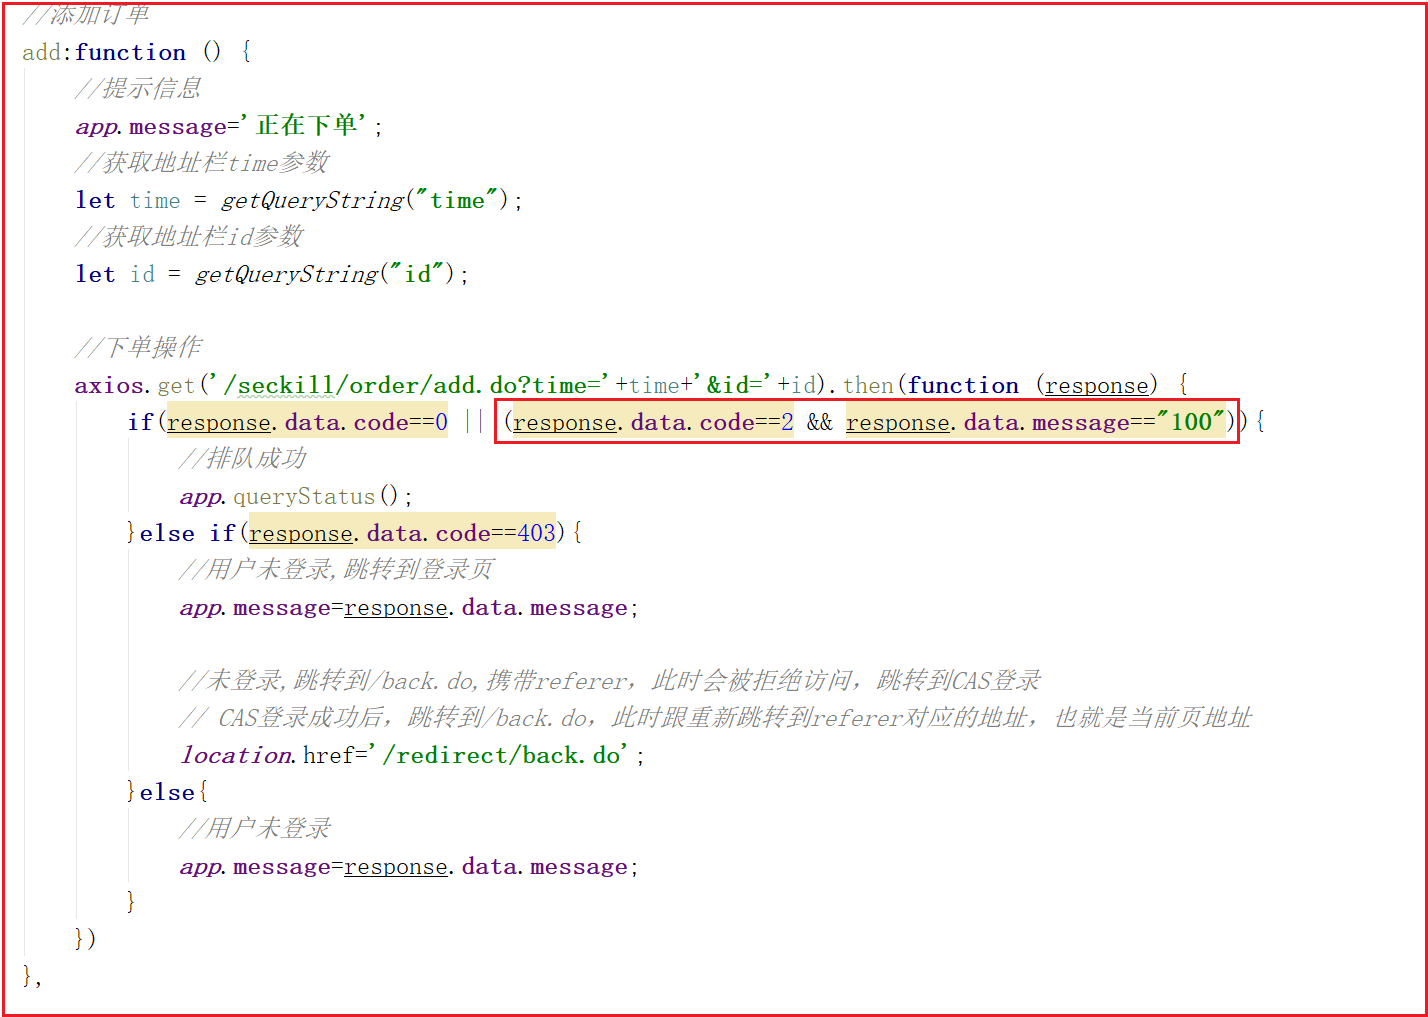 //添加订单
add:function () {
//提示信息
app.message='正在下单';
//获取地址栏time参数
let time = getQueryString("time");
//获取地址栏id参数
let id = getQueryString("id");
//下单操作
axios.get('/seckill/order/add.do?time='+time+'&id='+id).then(function (response) {
if(response.data.code==0 || (response.data.code==2 && response.data.message=="100")){
//排队成功
app.queryStatus();
}else if(response.data.code==403){
//用户未登录,跳转到登录页
app.message=response.data.message;
//未登录,跳转到/back.do,携带referer，此时会被拒绝访问，跳转到CAS登录
// CAS登录成功后，跳转到/back.do，此时跟重新跳转到referer对应的地址，也就是当前页地址
location.href='/redirect/back.do';
}else{
//用户未登录
app.message=response.data.message;
}
})
},